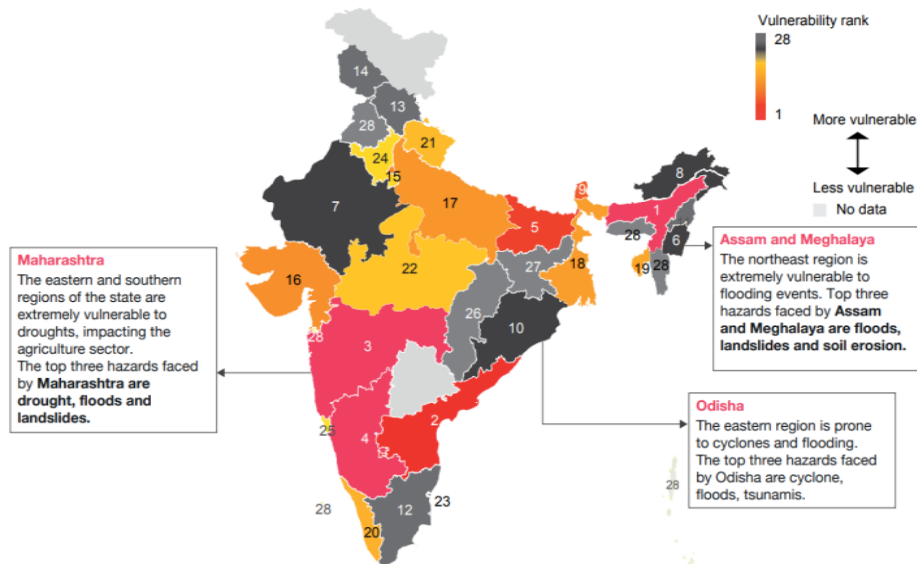 Vulnerability rank
28
1
More vulnerable
Less vulnerable
No data
14
13
28
21
24
15
8
9
7
17
1
5
28
6
16
22
27
18
19
28
26
28
3
10
2
25
4
28
12
23
20
28
Maharashtra
The eastern and southern
regions of the state are
extremely vulnerable to
droughts, impacting the
agriculture sector.
The top three hazards faced
by Maharashtra are
drought, floods and
landslides.
Assam and Meghalaya
The northeast region is
extremely vulnerable to
flooding events. Top three
hazards faced by Assam
and Meghalaya are floods,
landslides and soil erosion.
Odisha
The eastern region is prone
to cyclones and flooding.
The top three hazards faced
by Odisha are cyclone,
floods, tsunamis.